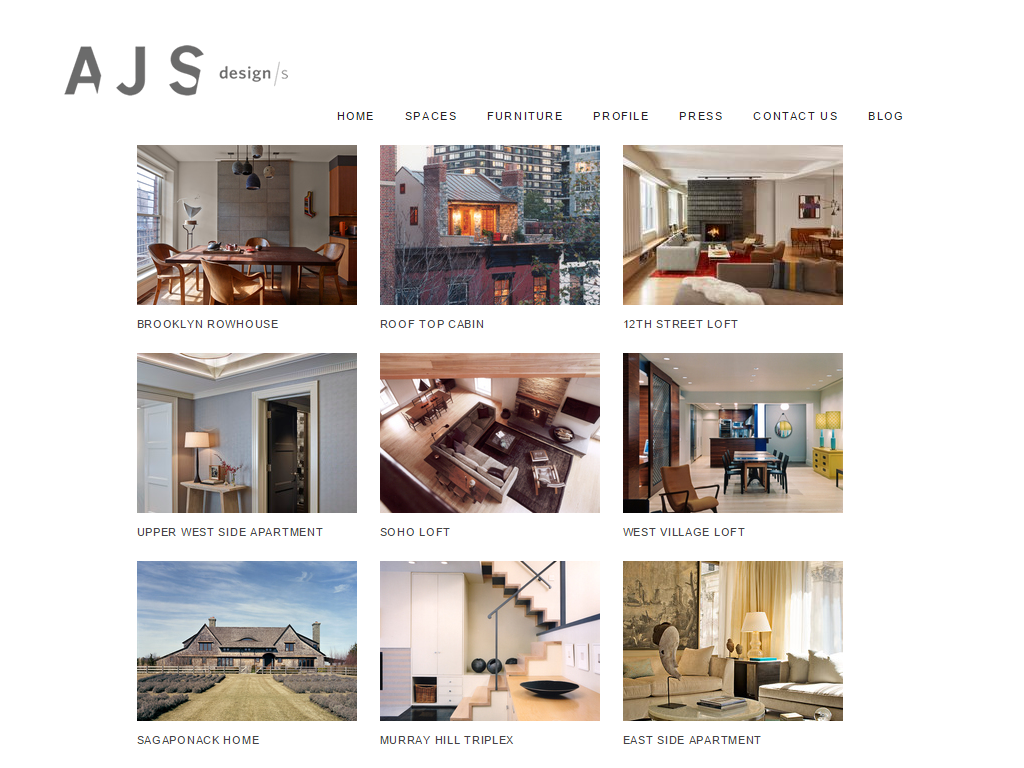 AJS design/s
HOME SPACES FURNITURE PROFILE PRESS CONTACT US BLOG
BROOKLYN ROWHOUSE
ROOF TOP CABIN
12TH STREET LOFT
UPPER WEST SIDE APARTMENT
SOHO LOFT
WEST VILLAGE LOFT
SAGAPONACK HOME
MURRAY HILL TRIPLEX
EAST SIDE APARTMENT